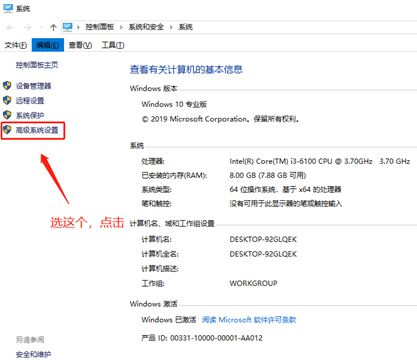 系统
控制面板 › 系统和安全 › 系统
文件(F) 编辑(E) 查看(V) 工具(T)
控制面板主页
设备管理器
远程设置
系统保护
高级系统设置
选这个，点击
另请参阅
安全和维护
查看有关计算机的基本信息
Windows 版本
Windows 10 专业版
© 2019 Microsoft Corporation。保留所有权利。
系统
处理器: Intel(R) Core(TM) i3-6100 CPU @ 3.70GHz 3.70 GHz
已安装的内存(RAM): 8.00 GB (7.88 GB 可用)
系统类型: 64 位操作系统, 基于 x64 的处理器
笔和触控: 没有可用于此显示器的笔或触控输入
计算机名、域和工作组设置
计算机名: DESKTOP-92GLQEK
计算机全名: DESKTOP-92GLQEK
计算机描述:
工作组: WORKGROUP
Windows 激活
Windows 已激活 阅读 Microsoft 软件许可条款
产品 ID: 00331-10000-00001-AA012